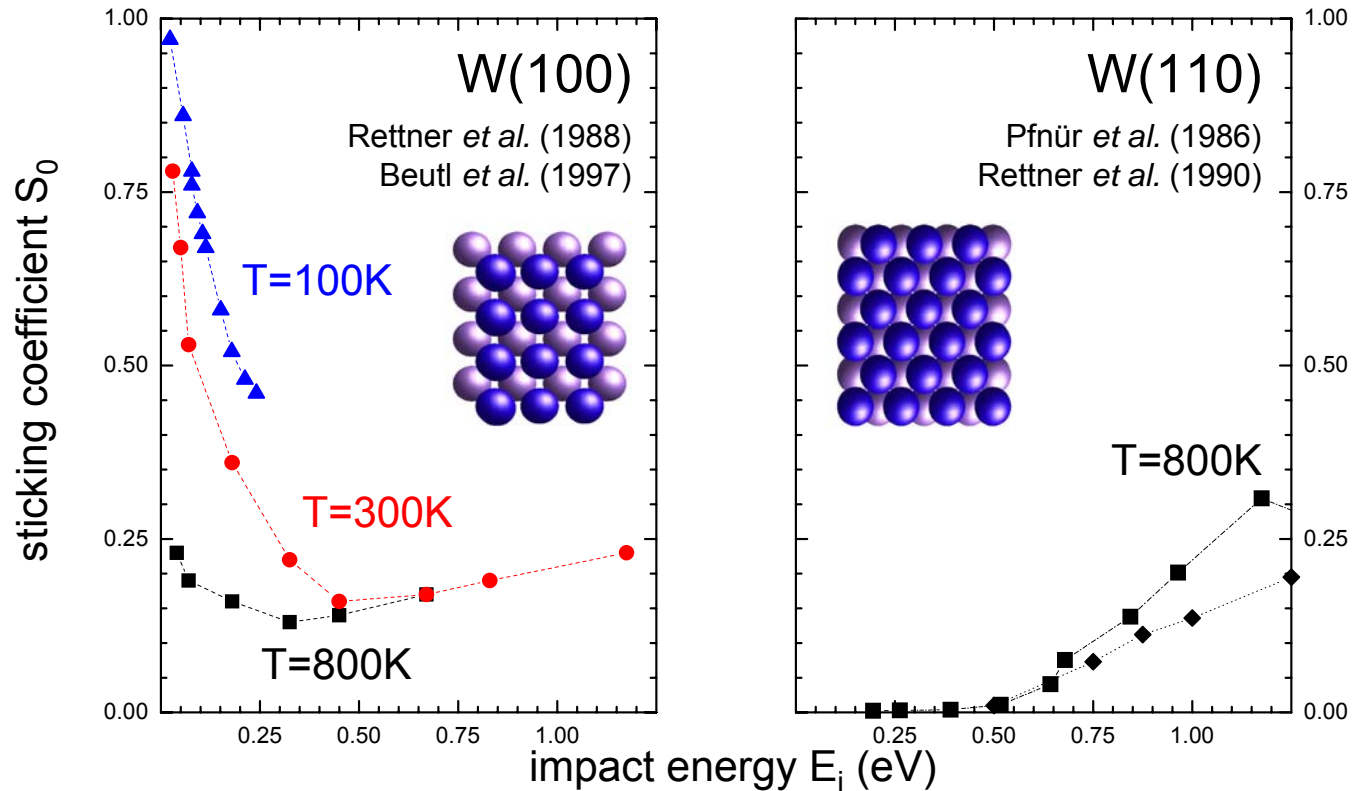 sticking coefficient S0
1.00
0.75
0.50
0.25
0.00
W(100)
Rettner et al. (1988)
Beutl et al. (1997)
T=100K
T=300K
T=800K
0.25
0.50
0.75
1.00
W(110)
Pfnür et al. (1986)
Rettner et al. (1990)
T=800K
1.00
0.75
0.50
0.25
0.00
0.25
0.50
0.75
1.00
impact energy Ei (eV)